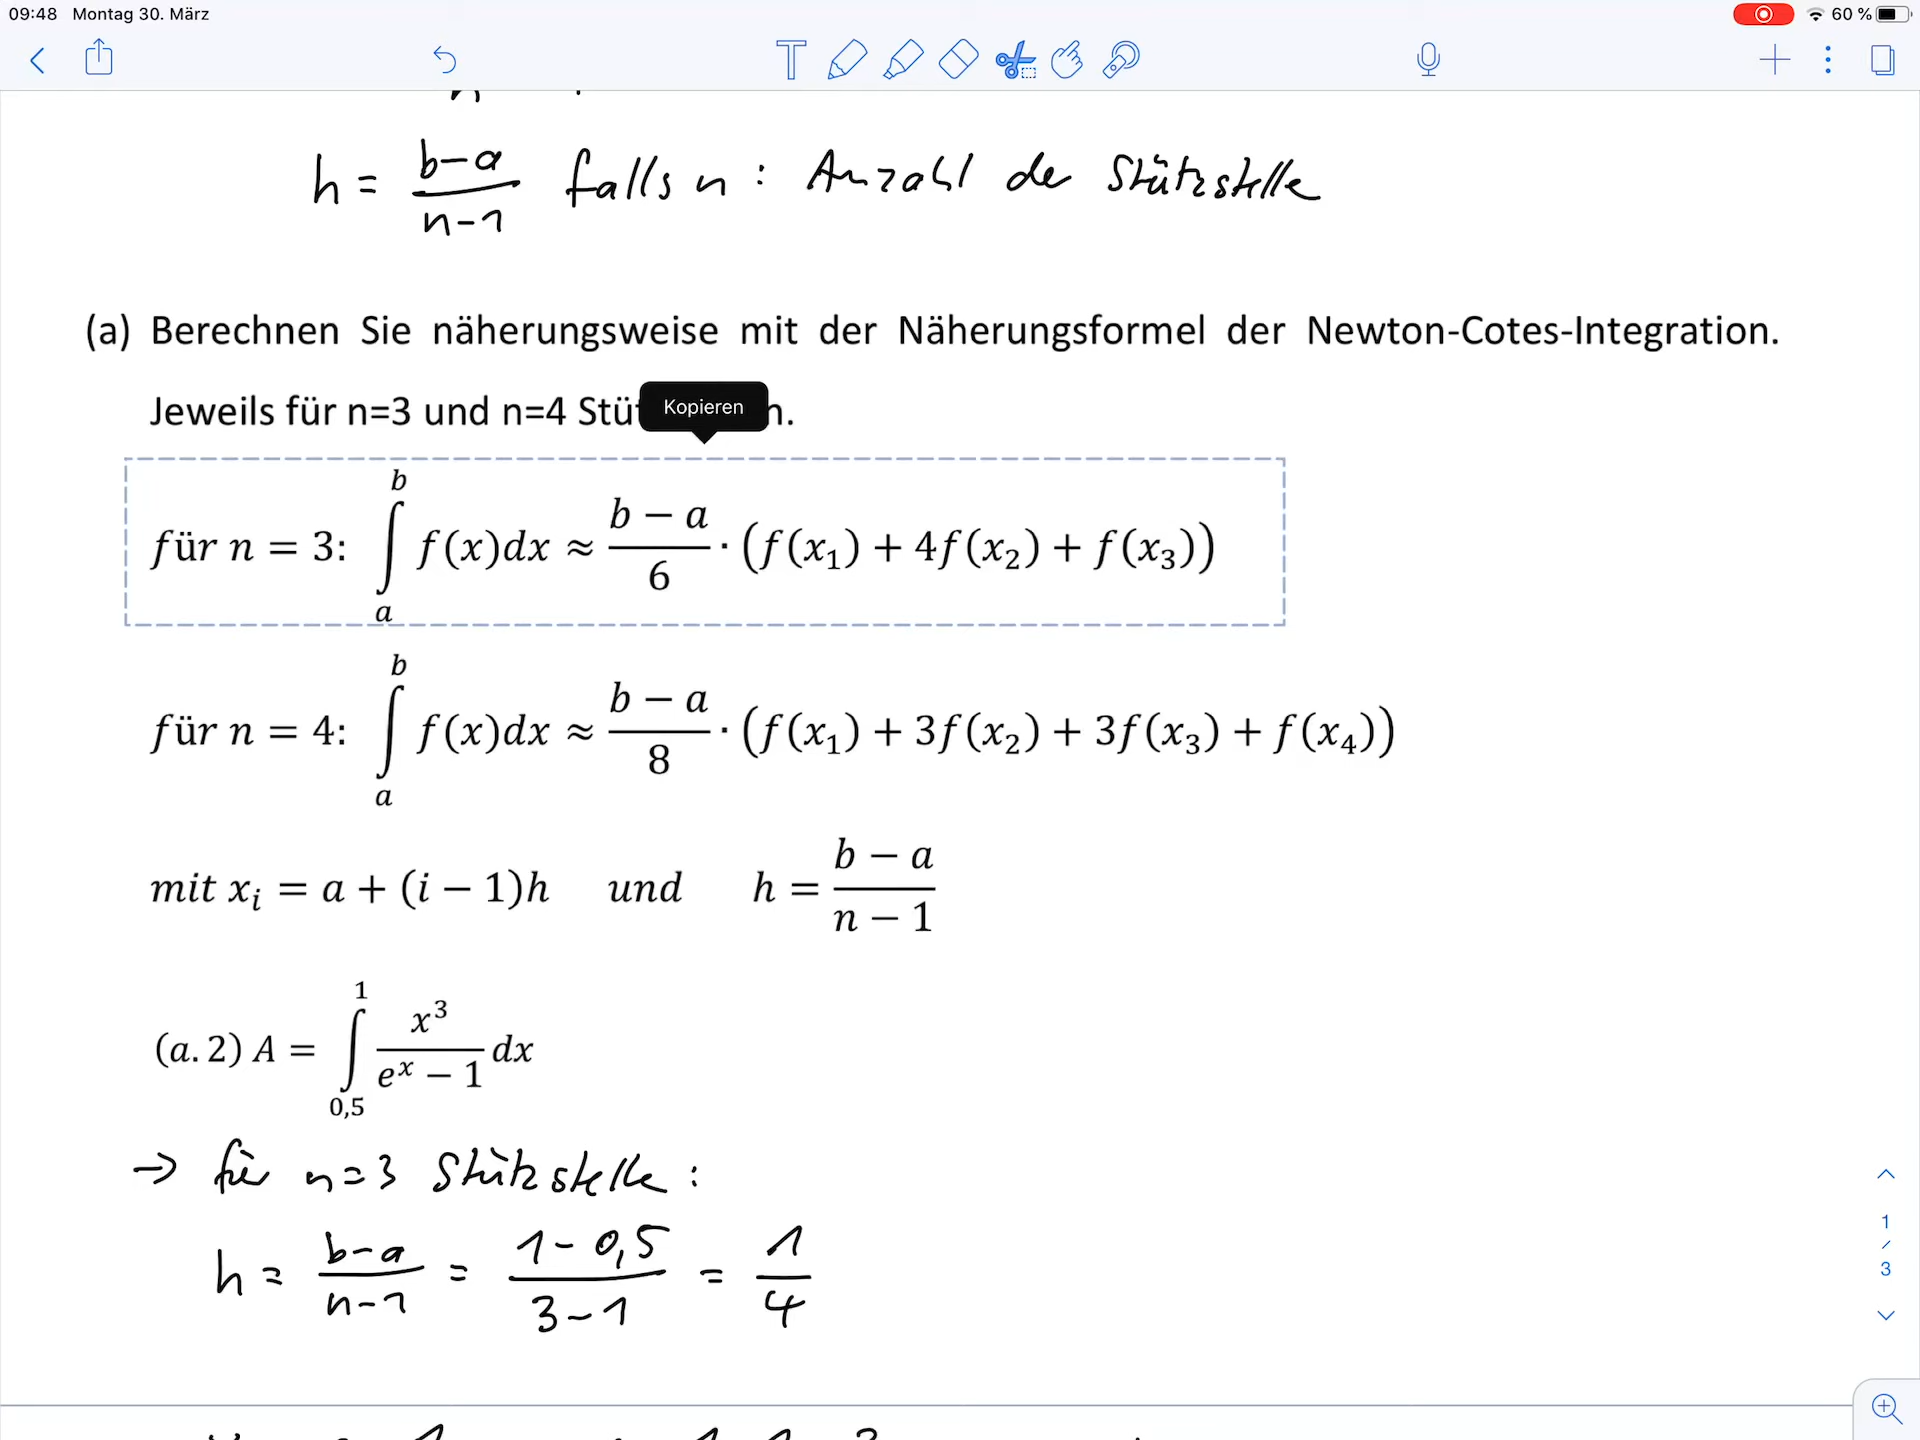 09:48 Montag 30. März 60 %
h = b-a / n-1 falls n : Anzahl der Stützstelle
(a) Berechnen Sie näherungsweise mit der Näherungsformel der Newton-Cotes-Integration.
Jeweils für n=3 und n=4 Stü n.
Kopieren
für n = 3: ∫_a^b f(x)dx ≈ (b − a)/6 · (f(x₁) + 4f(x₂) + f(x₃))
für n = 4: ∫_a^b f(x)dx ≈ (b − a)/8 · (f(x₁) + 3f(x₂) + 3f(x₃) + f(x₄))
mit xᵢ = a + (i − 1)h und h = (b − a)/(n − 1)
(a. 2) A = ∫_{0,5}^1 x³/(eˣ − 1) dx
→ für n=3 Stützstelle :
h = b-a / n-1 = 1-0,5 / 3-1 = 1/4
1 / 3